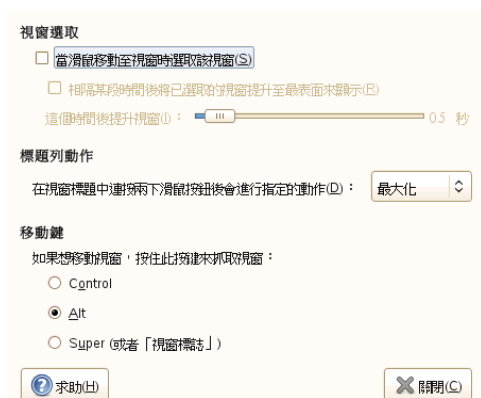 視窗選取
當滑鼠移動至視窗時選取該視窗(S)
相隔某段時間後將已選取的視窗提升至最表面來顯示(R)
這個時間後提升視窗(I)：
0.5 秒
標題列動作
在視窗標題中連按兩下滑鼠按鈕後會進行指定的動作(D)：
最大化
移動鍵
如果想移動視窗，按住此按鍵來抓取視窗：
Control
Alt
Super (或者「視窗標誌」)
求助(H)
關閉(C)